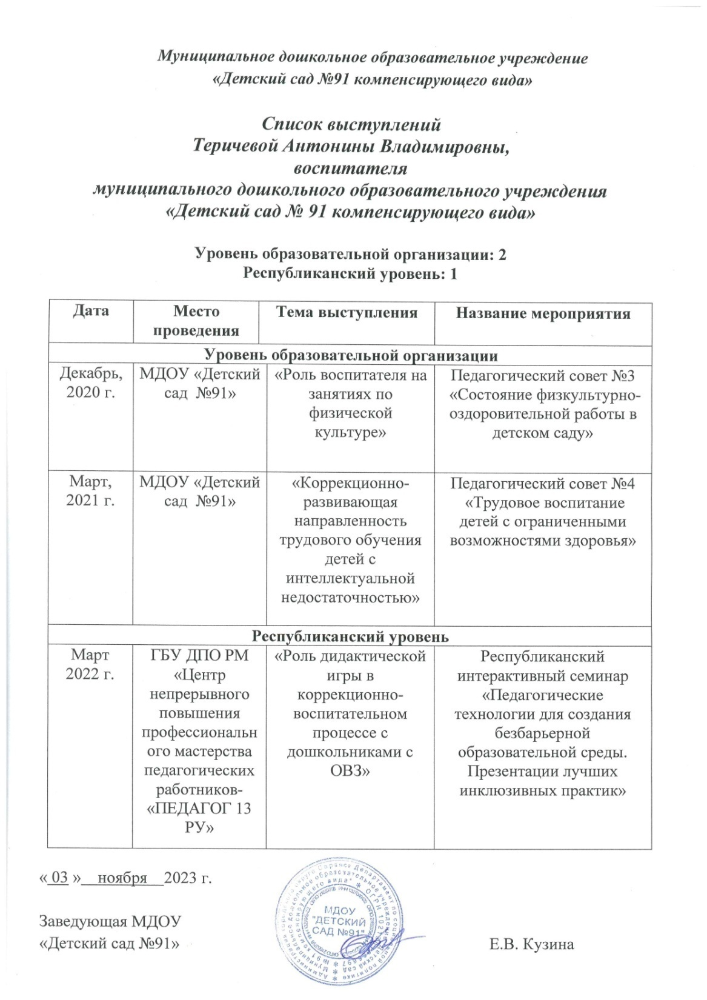 Муниципальное дошкольное образовательное учреждение
«Детский сад №91 компенсирующего вида»
Список выступлений
Теричевой Антонины Владимировны,
воспитателя
муниципального дошкольного образовательного учреждения
«Детский сад № 91 компенсирующего вида»
Уровень образовательной организации: 2
Республиканский уровень: 1
Дата
Место
проведения
Тема выступления
Название мероприятия
Уровень образовательной организации
Декабрь,
2020 г.
МДОУ «Детский
сад №91»
«Роль воспитателя на
занятиях по
физической
культуре»
Педагогический совет №3
«Состояние физкультурно-
оздоровительной работы в
детском саду»
Март,
2021 г.
МДОУ «Детский
сад №91»
«Коррекционно-
развивающая
направленность
трудового обучения
детей с
интеллектуальной
недостаточностью»
Педагогический совет №4
«Трудовое воспитание
детей с ограниченными
возможностями здоровья»
Республиканский уровень
Март
2022 г.
ГБУ ДПО РМ
«Центр
непрерывного
повышения
профессиональн
ого мастерства
педагогических
работников-
«ПЕДАГОГ 13
РУ»
«Роль дидактической
игры в
коррекционно-
воспитательном
процессе с
дошкольниками с
ОВЗ»
Республиканский
интерактивный семинар
«Педагогические
технологии для создания
безбарьерной
образовательной среды.
Презентации лучших
инклюзивных практик»
« 03 » ноября 2023 г.
Заведующая МДОУ
«Детский сад №91»
Е.В. Кузина
МДОУ
"ДЕТСКИЙ
САД №91"